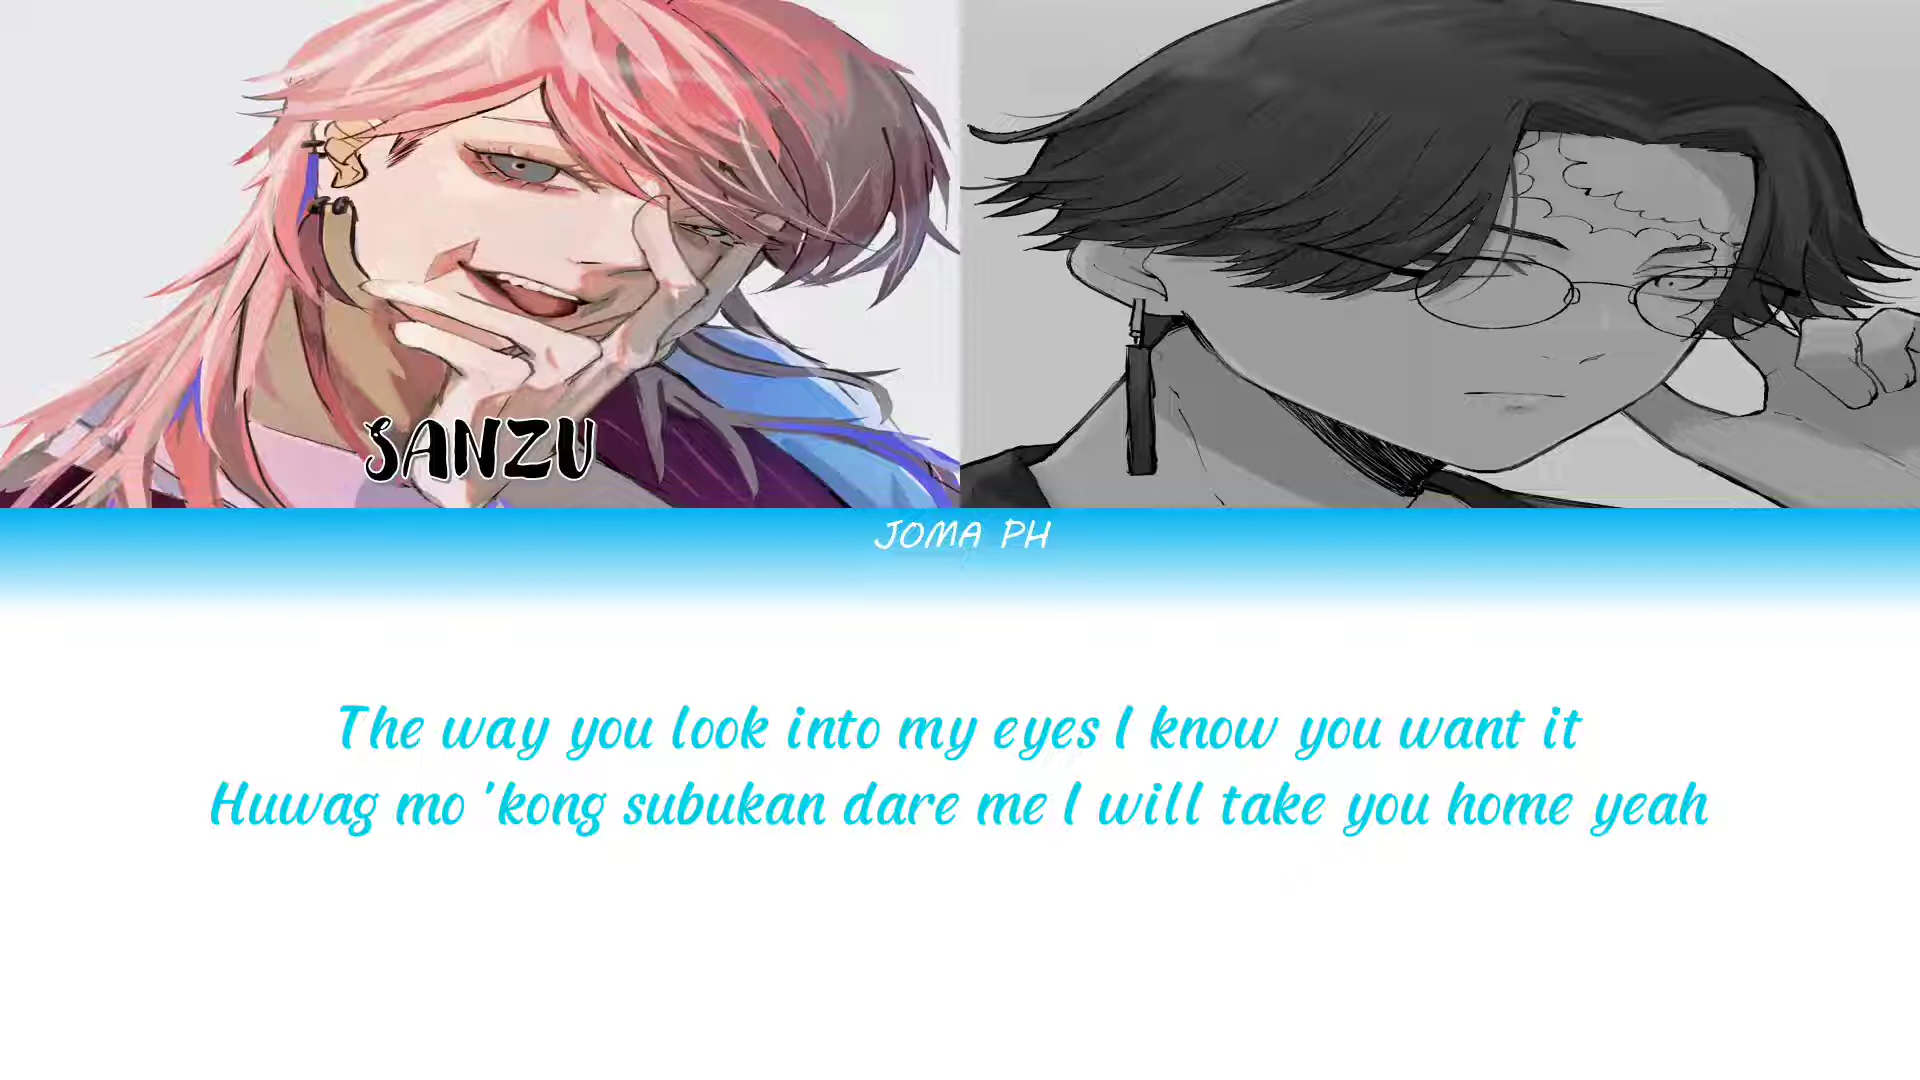 SANZU
JOMA PH
The way you look into my eyes I know you want it
Huwag mo 'kong subukan dare me I will take you home yeah